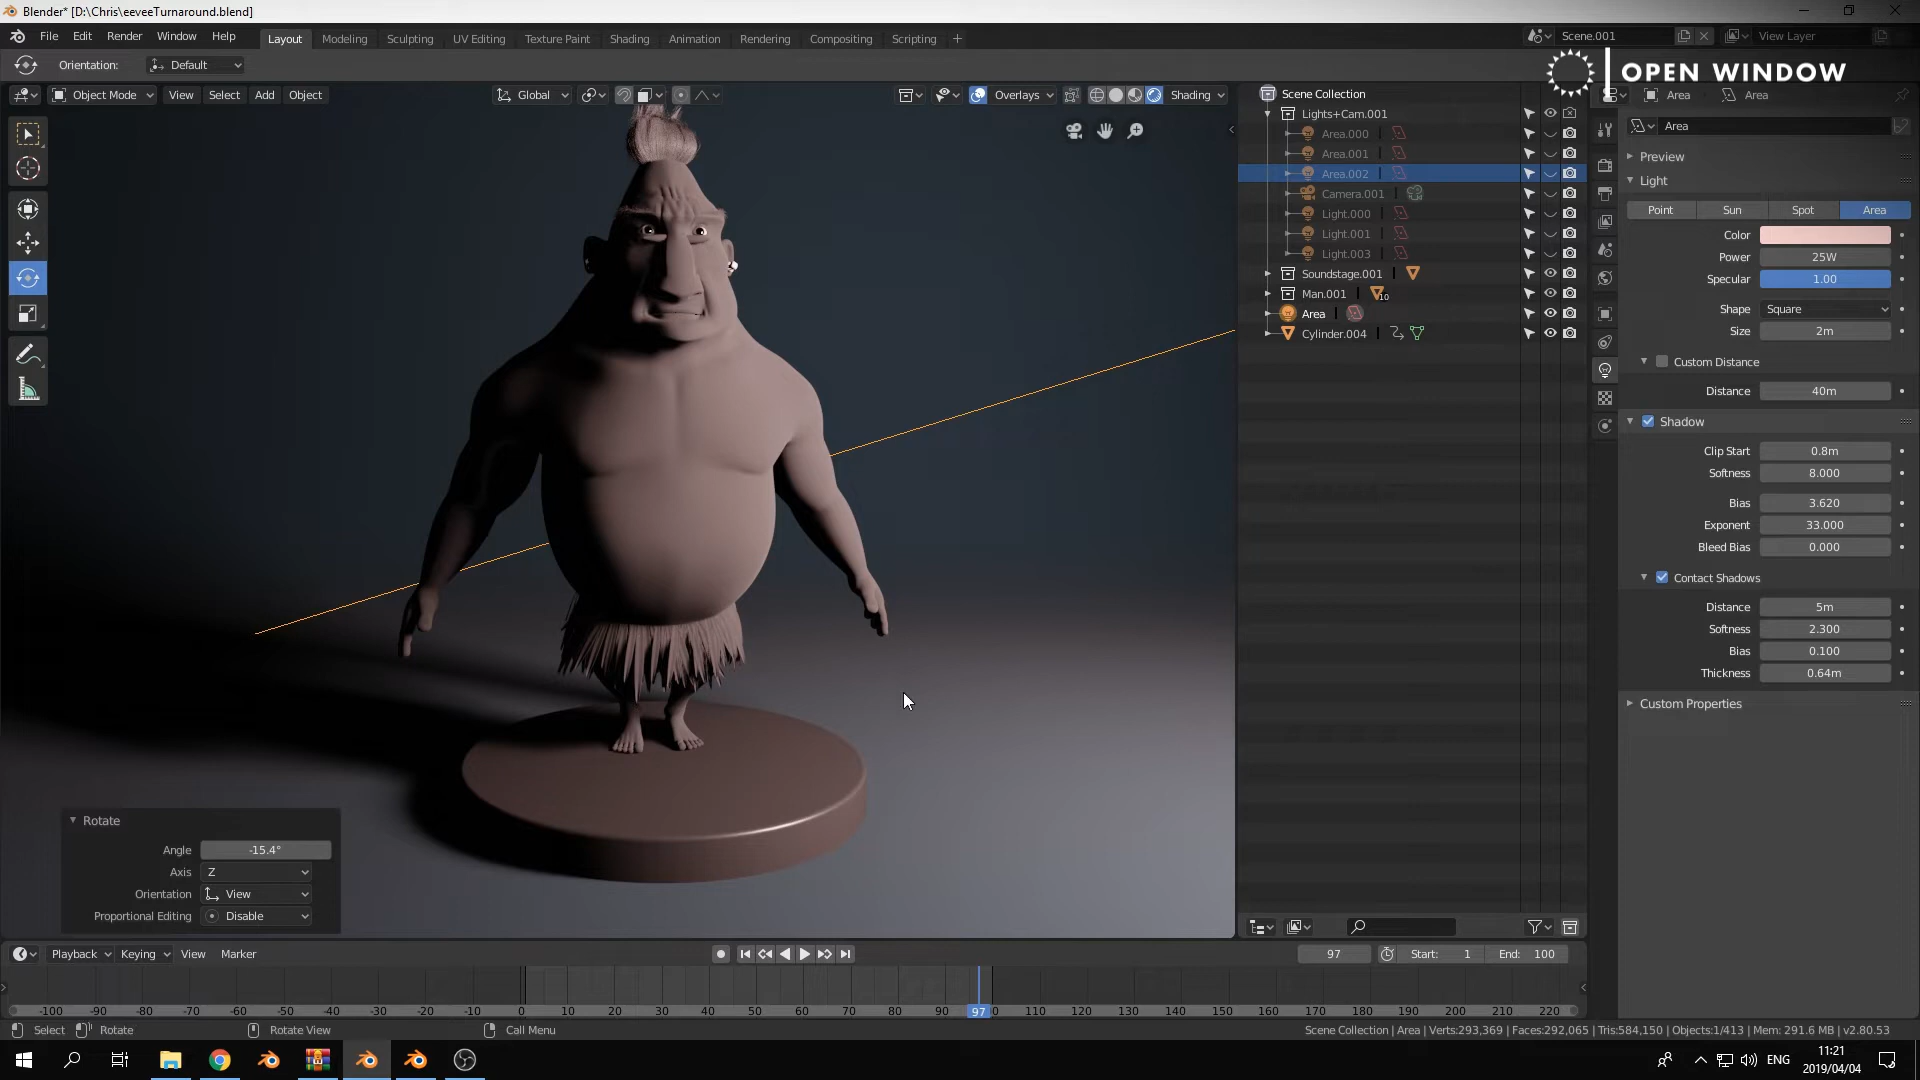 Blender* [D:\Chris\eeveeTurnaround.blend]
File Edit Render Window Help
Layout Modeling Sculpting UV Editing Texture Paint Shading Animation Rendering Compositing Scripting +
Scene.001 View Layer
Orientation: Default
OPEN WINDOW
Object Mode View Select Add Object
Global
Overlays
Shading
Scene Collection
Lights+Cam.001
Area.000
Area.001
Area.002
Camera.001
Light.000
Light.001
Light.003
Soundstage.001
Man.001 10
Area
Cylinder.004
Area Area
Area
Preview
Light
Point Sun Spot Area
Color
Power 25W
Specular 1.00
Shape Square
Size 2m
Custom Distance
Distance 40m
Shadow
Clip Start 0.8m
Softness 8.000
Bias 3.620
Exponent 33.000
Bleed Bias 0.000
Contact Shadows
Distance 5m
Softness 2.300
Bias 0.100
Thickness 0.64m
Custom Properties
Rotate
Angle -15.4°
Axis Z
Orientation View
Proportional Editing Disable
Playback Keying View Marker
97 Start: 1 End: 100
-100 -90 -80 -70 -60 -50 -40 -30 -20 -10 0 10 20 30 40 50 60 70 80 90 97 0 110 120 130 140 150 160 170 180 190 200 210 220
Select Rotate Rotate View Call Menu
Scene Collection | Area | Verts:293,369 | Faces:292,065 | Tris:584,150 | Objects:1/413 | Mem: 291.6 MB | v2.80.53
ENG
11:21
2019/04/04